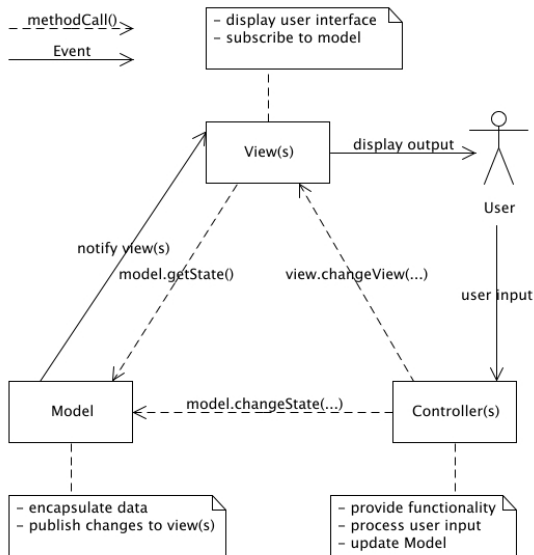 methodCall()
Event
- display user interface
- subscribe to model
View(s)
display output
User
notify view(s)
model.getState()
view.changeView(...)
user input
Model
model.changeState(...)
Controller(s)
- encapsulate data
- publish changes to view(s)
- provide functionality
- process user input
- update Model